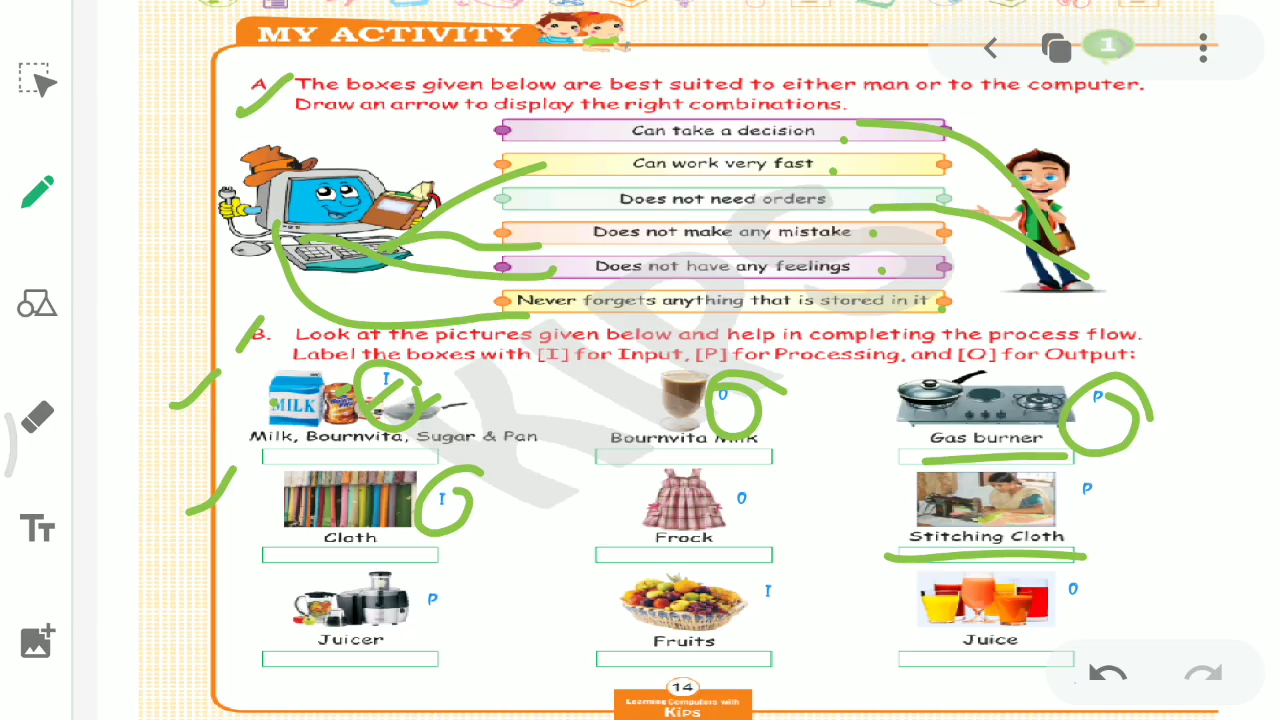 MY ACTIVITY
1
A. The boxes given below are best suited to either man or to the computer.
Draw an arrow to display the right combinations.
Can take a decision
Can work very fast
Does not need orders
Does not make any mistake
Does not have any feelings
Never forgets anything that is stored in it
B. Look at the pictures given below and help in completing the process flow.
Label the boxes with [I] for Input, [P] for Processing, and [O] for Output:
MILK
I
O
P
Milk, Bournvita, Sugar & Pan
Bournvita Milk
Gas burner
I
O
P
Cloth
Frock
Stitching Cloth
P
I
O
Juicer
Fruits
Juice
14
Learning Computers with
Kips
KIPS
TT